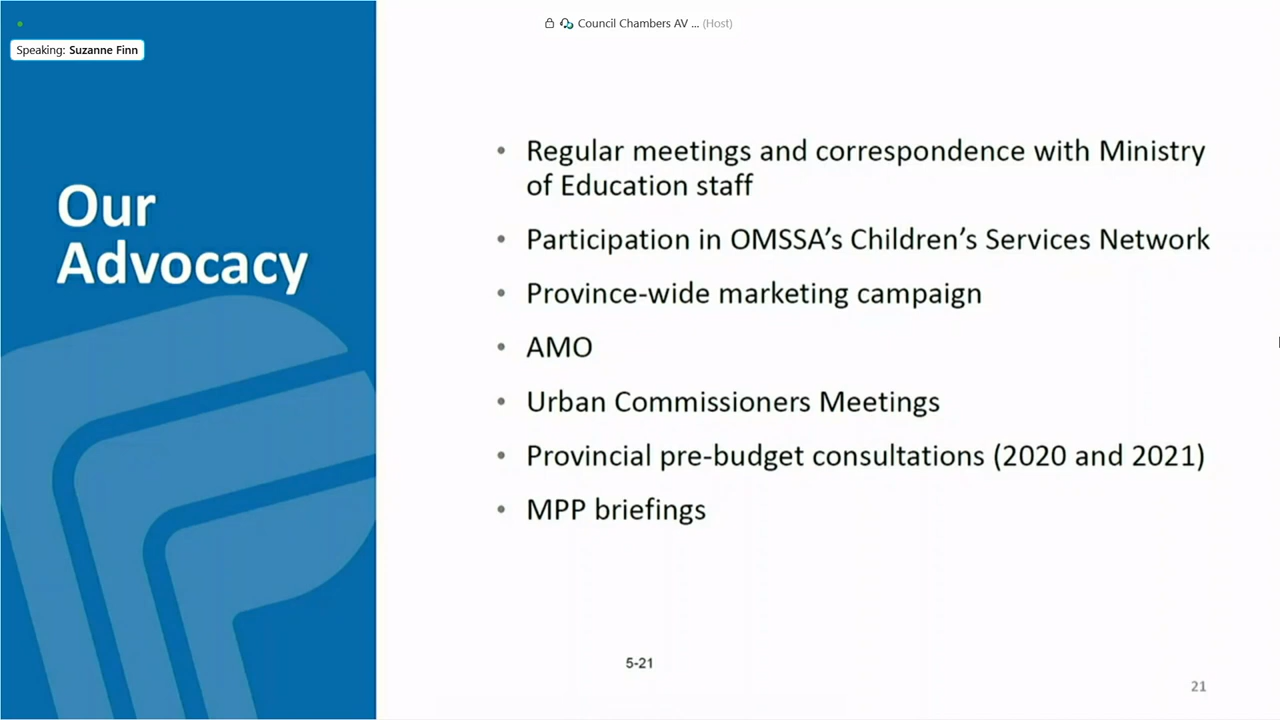 Council Chambers AV ... (Host)
Speaking: Suzanne Finn
Our
Advocacy
• Regular meetings and correspondence with Ministry
of Education staff
• Participation in OMSSA’s Children’s Services Network
• Province-wide marketing campaign
• AMO
• Urban Commissioners Meetings
• Provincial pre-budget consultations (2020 and 2021)
• MPP briefings
5-21
21